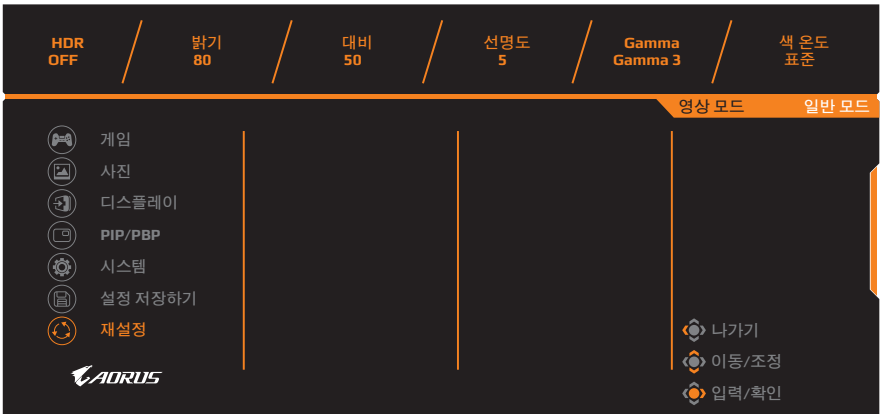 HDR
OFF
밝기
80
대비
50
선명도
5
Gamma
Gamma 3
색 온도
표준
영상 모드 일반 모드
게임
사진
디스플레이
PIP/PBP
시스템
설정 저장하기
재설정
AORUS
나가기
이동/조정
입력/확인